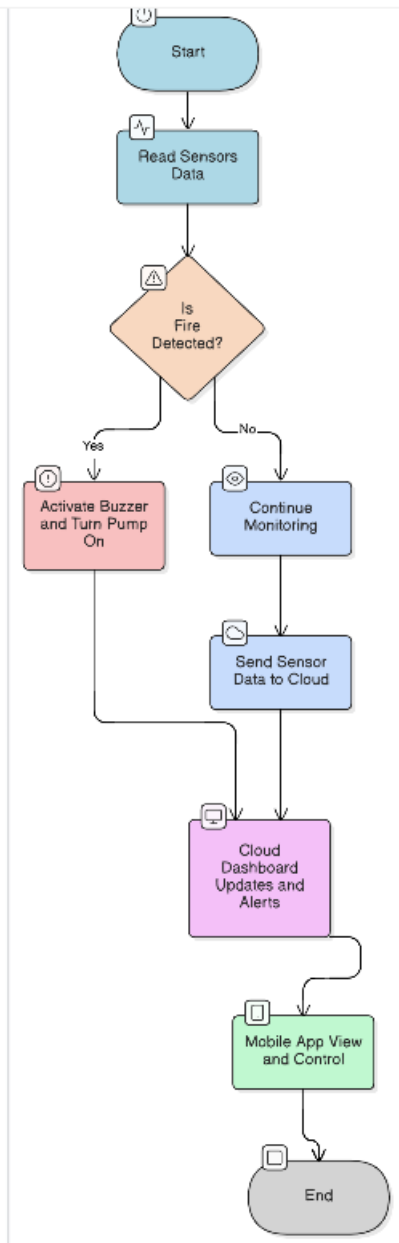 Start
Read Sensors
Data
Is
Fire
Detected?
Yes
No
Activate Buzzer
and Turn Pump
On
Continue
Monitoring
Send Sensor
Data to Cloud
Cloud
Dashboard
Updates and
Alerts
Mobile App View
and Control
End